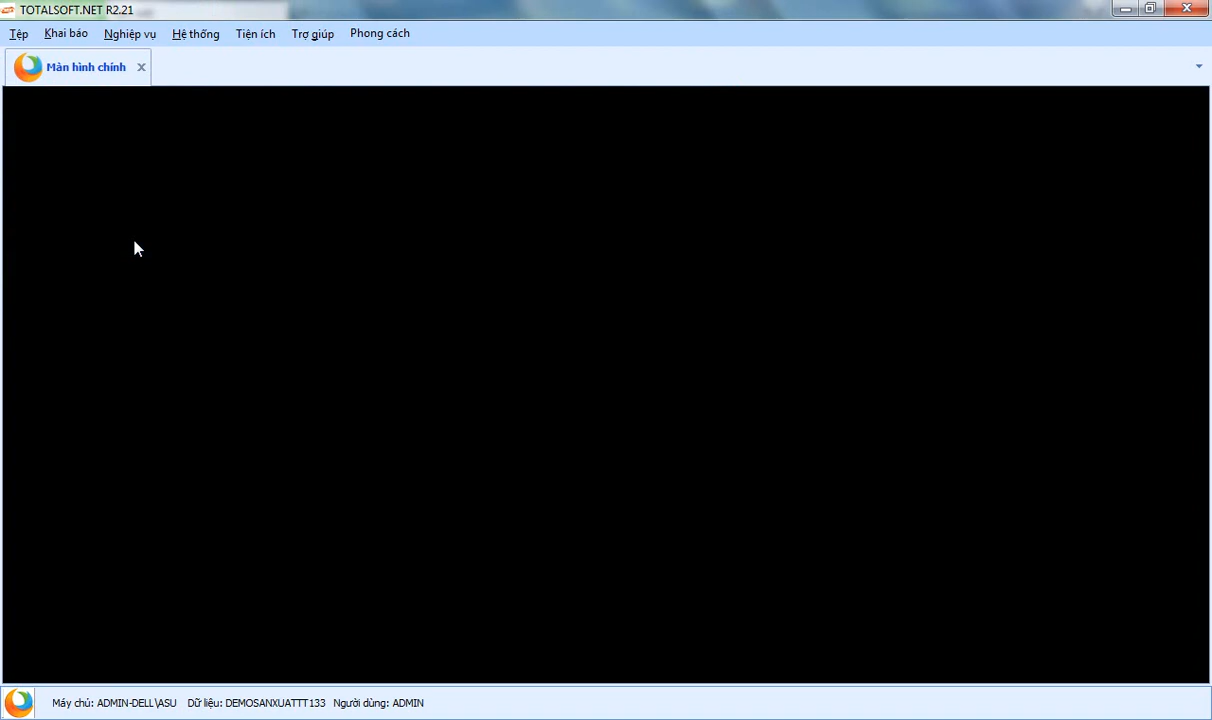 TOTALSOFT.NET R2.21
Tệp Khai báo Nghiệp vụ Hệ thống Tiện ích Trợ giúp Phong cách
Màn hình chính
Máy chủ: ADMIN-DELL\ASU Dữ liệu: DEMOSANXUATTT133 Người dùng: ADMIN